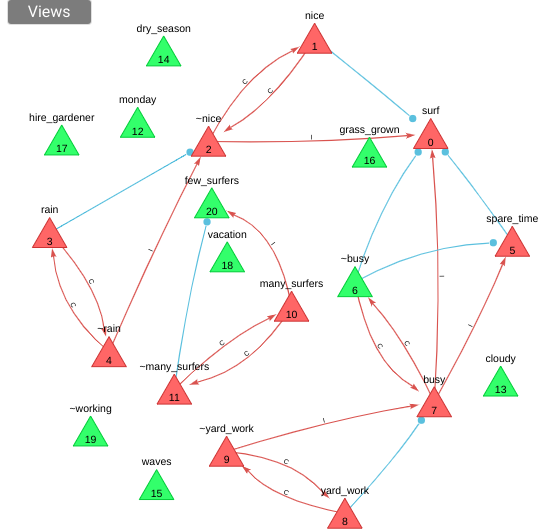 Views
nice
1
dry_season
14
monday
12
hire_gardener
17
~nice
2
surf
0
grass_grown
16
few_surfers
20
rain
3
vacation
18
spare_time
5
~busy
6
many_surfers
10
¬rain
4
~many_surfers
11
cloudy
13
busy
7
~working
19
~yard_work
9
waves
15
yard_work
8
c
c
I
I
c
c
I
c
c
c
c
I
I
I
c
c